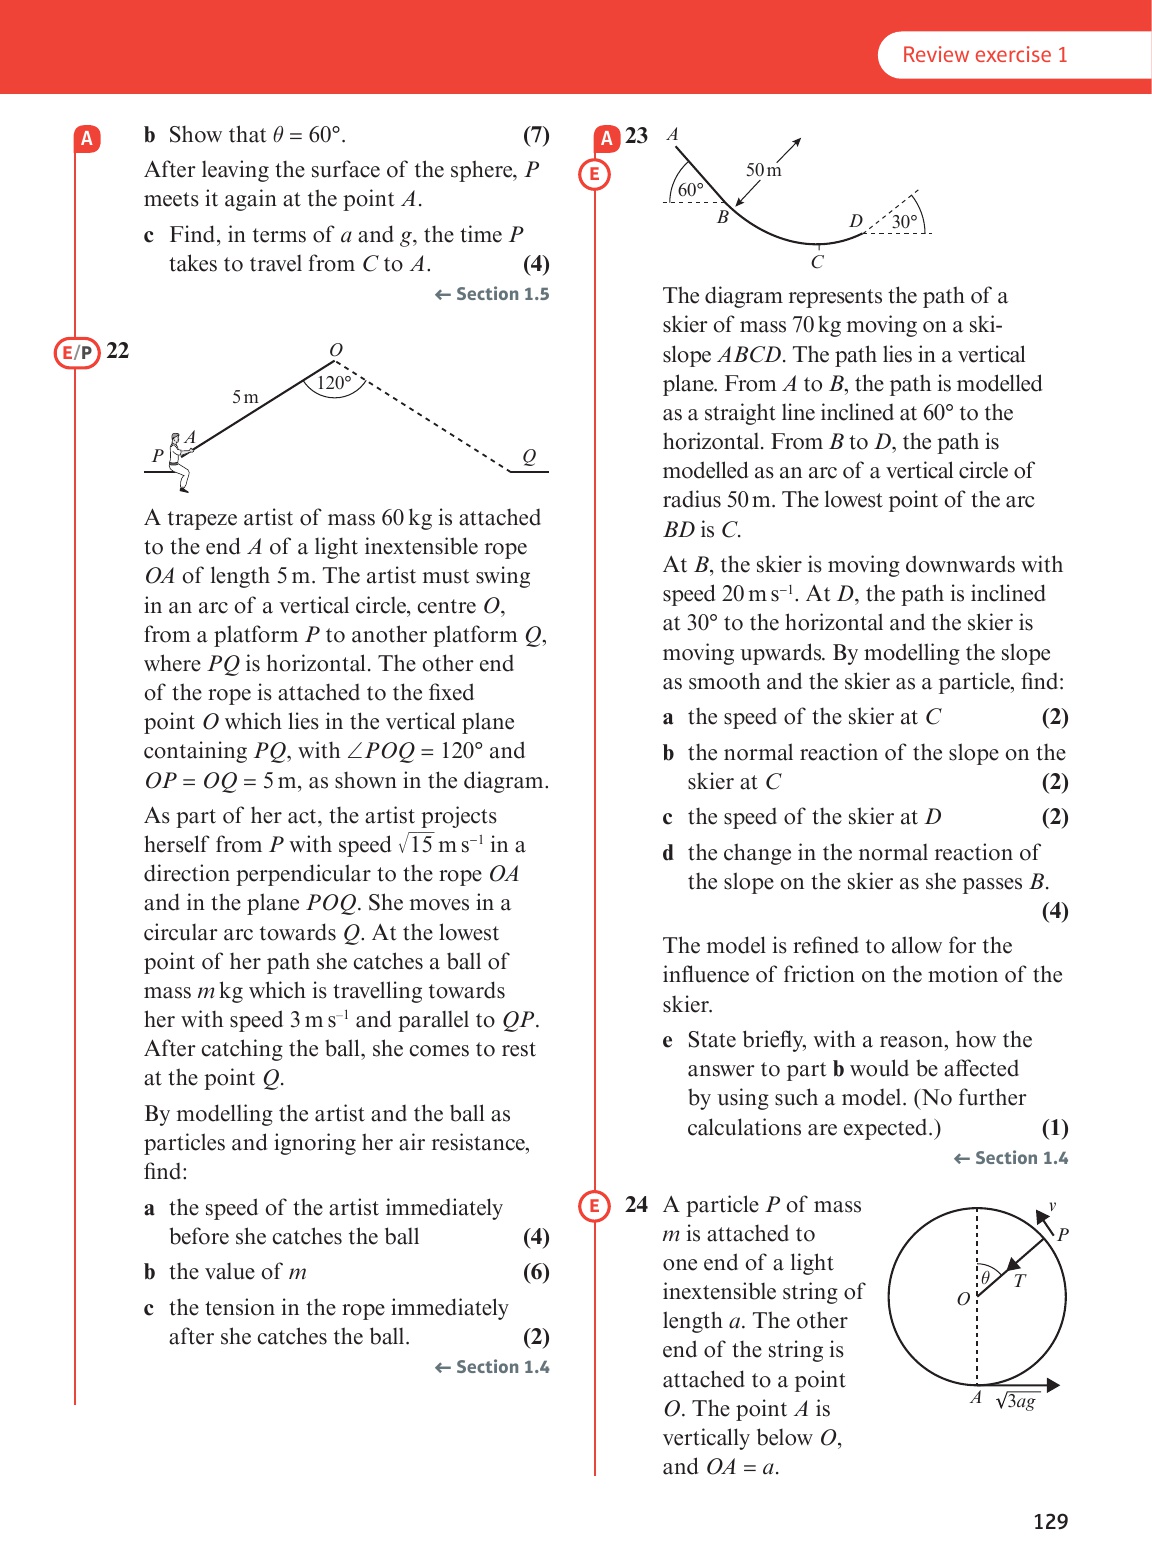 Review exercise 1
A
b Show that θ = 60°. (7)
After leaving the surface of the sphere, P
meets it again at the point A.
c Find, in terms of a and g, the time P
takes to travel from C to A. (4)
← Section 1.5
E/P 22
O
120°
5 m
A
P
Q
A trapeze artist of mass 60 kg is attached
to the end A of a light inextensible rope
OA of length 5 m. The artist must swing
in an arc of a vertical circle, centre O,
from a platform P to another platform Q,
where PQ is horizontal. The other end
of the rope is attached to the fixed
point O which lies in the vertical plane
containing PQ, with ∠POQ = 120° and
OP = OQ = 5 m, as shown in the diagram.
As part of her act, the artist projects
herself from P with speed √15 m s⁻¹ in a
direction perpendicular to the rope OA
and in the plane POQ. She moves in a
circular arc towards Q. At the lowest
point of her path she catches a ball of
mass m kg which is travelling towards
her with speed 3 m s⁻¹ and parallel to QP.
After catching the ball, she comes to rest
at the point Q.
By modelling the artist and the ball as
particles and ignoring her air resistance,
find:
a the speed of the artist immediately
before she catches the ball (4)
b the value of m (6)
c the tension in the rope immediately
after she catches the ball. (2)
← Section 1.4
A 23
E
A
50 m
60°
B
D
30°
C
The diagram represents the path of a
skier of mass 70 kg moving on a ski-
slope ABCD. The path lies in a vertical
plane. From A to B, the path is modelled
as a straight line inclined at 60° to the
horizontal. From B to D, the path is
modelled as an arc of a vertical circle of
radius 50 m. The lowest point of the arc
BD is C.
At B, the skier is moving downwards with
speed 20 m s⁻¹. At D, the path is inclined
at 30° to the horizontal and the skier is
moving upwards. By modelling the slope
as smooth and the skier as a particle, find:
a the speed of the skier at C (2)
b the normal reaction of the slope on the
skier at C (2)
c the speed of the skier at D (2)
d the change in the normal reaction of
the slope on the skier as she passes B.
(4)
The model is refined to allow for the
influence of friction on the motion of the
skier.
e State briefly, with a reason, how the
answer to part b would be affected
by using such a model. (No further
calculations are expected.) (1)
← Section 1.4
E 24 A particle P of mass
m is attached to
one end of a light
inextensible string of
length a. The other
end of the string is
attached to a point
O. The point A is
vertically below O,
and OA = a.
v
P
θ
T
O
A
√3ag
129